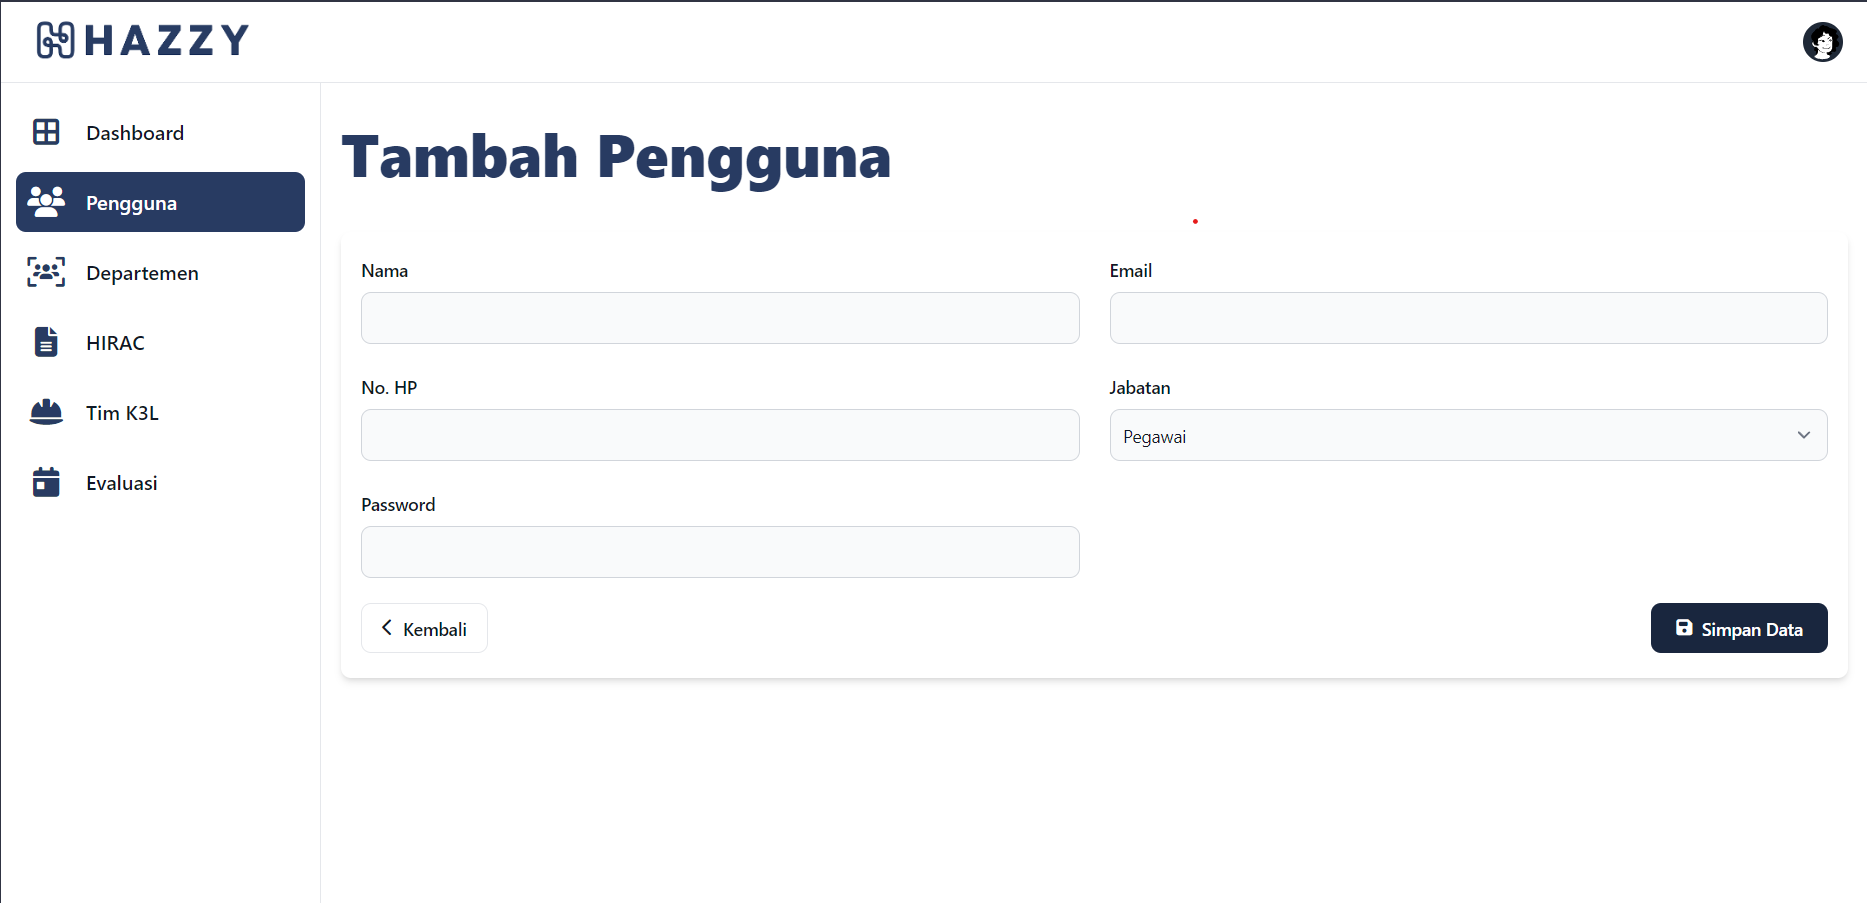 HAZZY
Dashboard
Pengguna
Departemen
HIRAC
Tim K3L
Evaluasi
Tambah Pengguna
Nama
Email
No. HP
Jabatan
Pegawai
Password
Kembali
Simpan Data